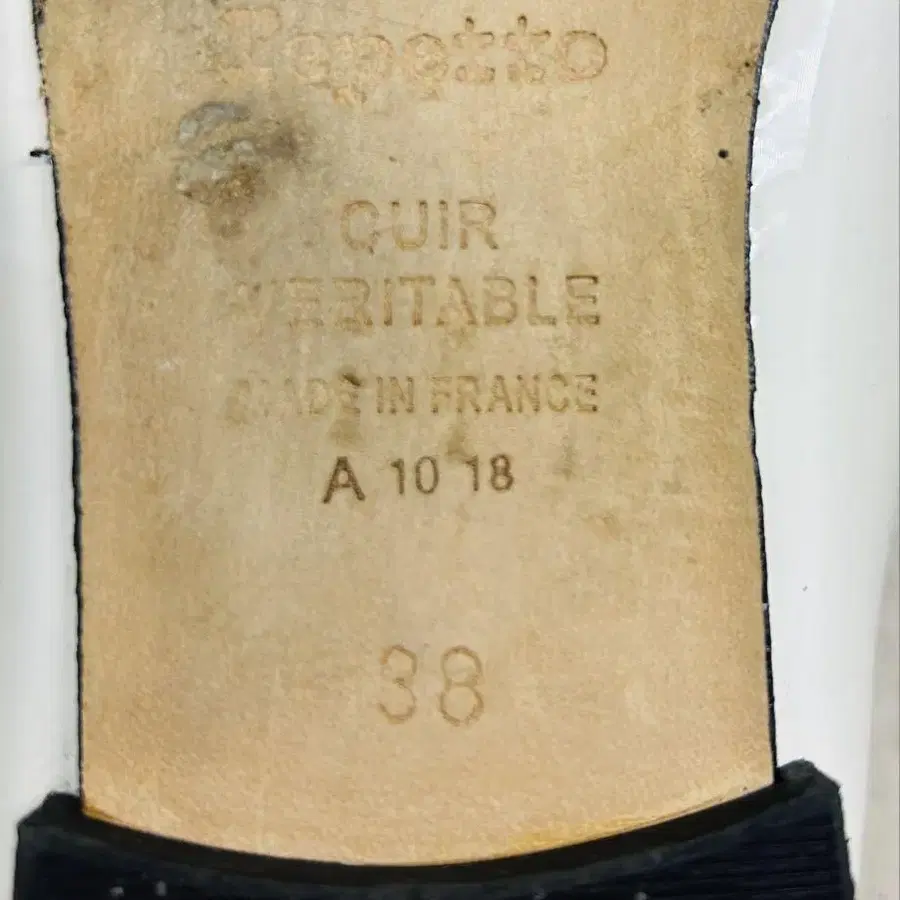 Repetto
CUIR
VERITABLE
MADE IN FRANCE
A 10 18
38